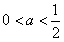 0 < a < 1/2